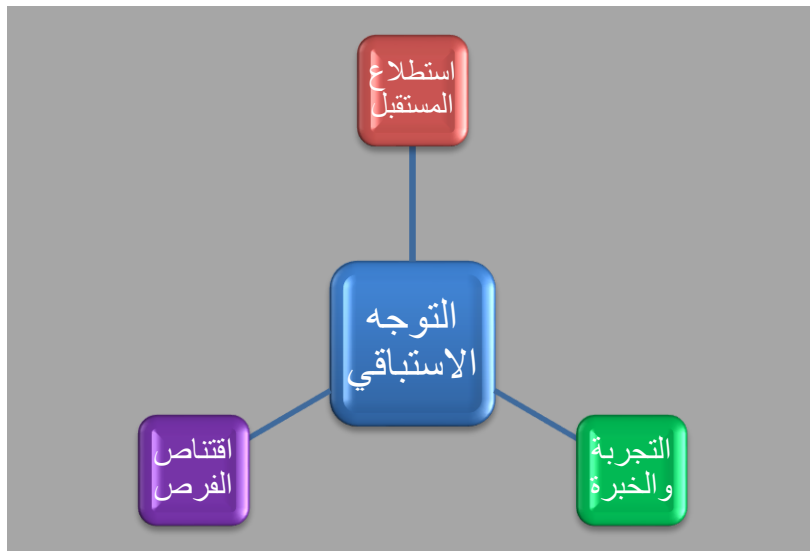 استطلاع
المستقبل
التوجه
الاستباقي
التجربة
والخبرة
اقتناص
الفرص